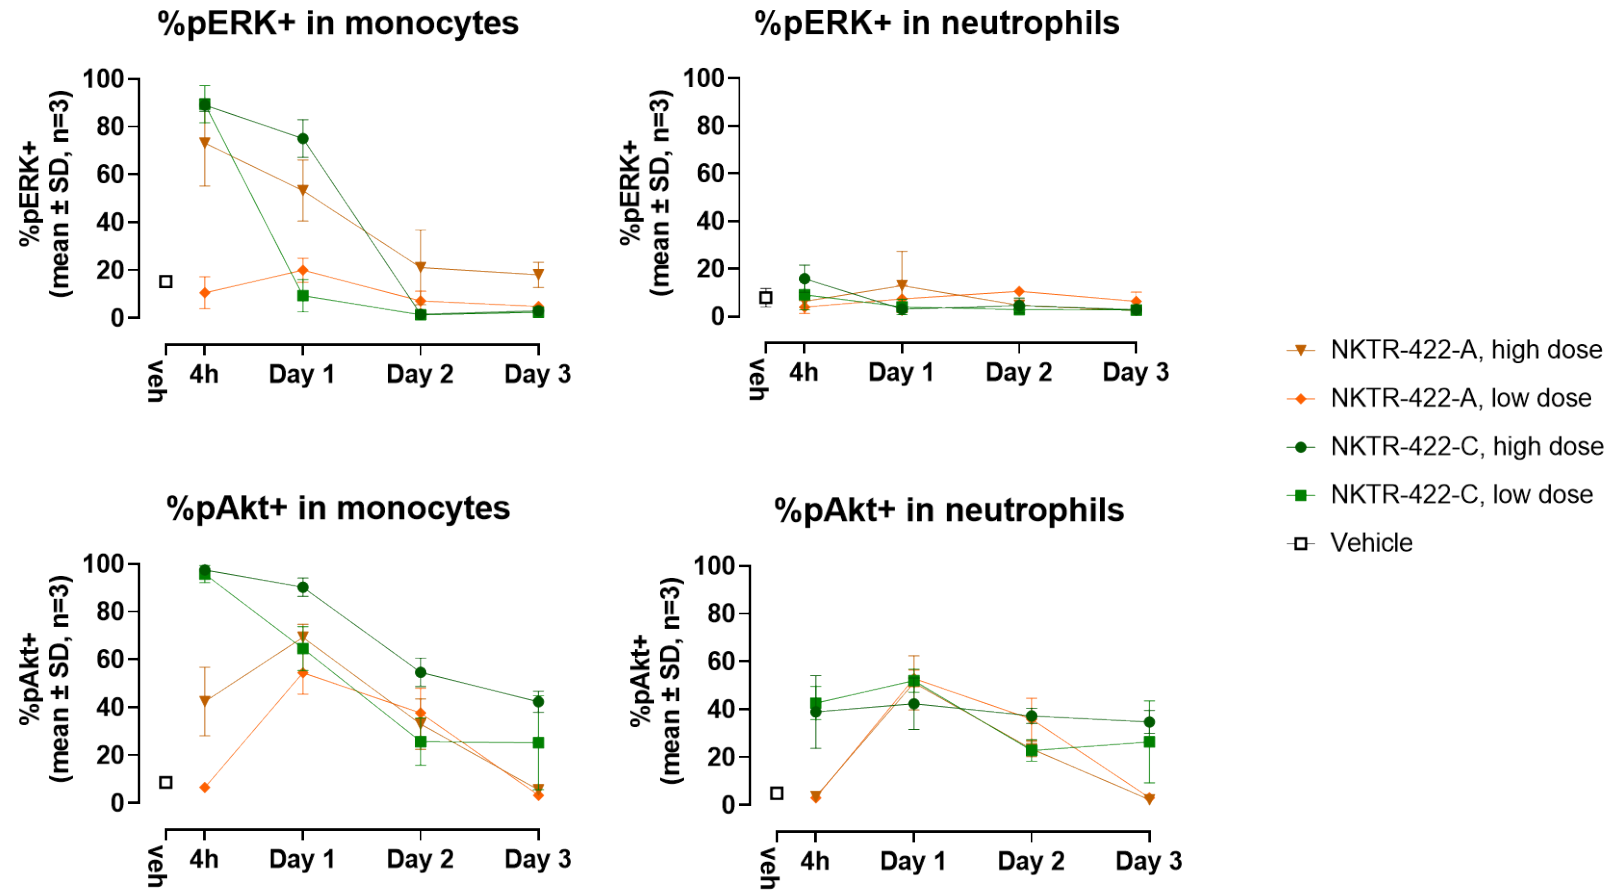 %pERK+ in monocytes
%pERK+
(mean ± SD, n=3)
100
80
60
40
20
0
veh
4h
Day 1
Day 2
Day 3
%pERK+ in neutrophils
%pERK+
(mean ± SD, n=3)
100
80
60
40
20
0
veh
4h
Day 1
Day 2
Day 3
NKTR-422-A, high dose
NKTR-422-A, low dose
NKTR-422-C, high dose
NKTR-422-C, low dose
Vehicle
%pAkt+ in monocytes
%pAkt+
(mean ± SD, n=3)
100
80
60
40
20
0
veh
4h
Day 1
Day 2
Day 3
%pAkt+ in neutrophils
%pAkt+
(mean ± SD, n=3)
100
80
60
40
20
0
veh
4h
Day 1
Day 2
Day 3